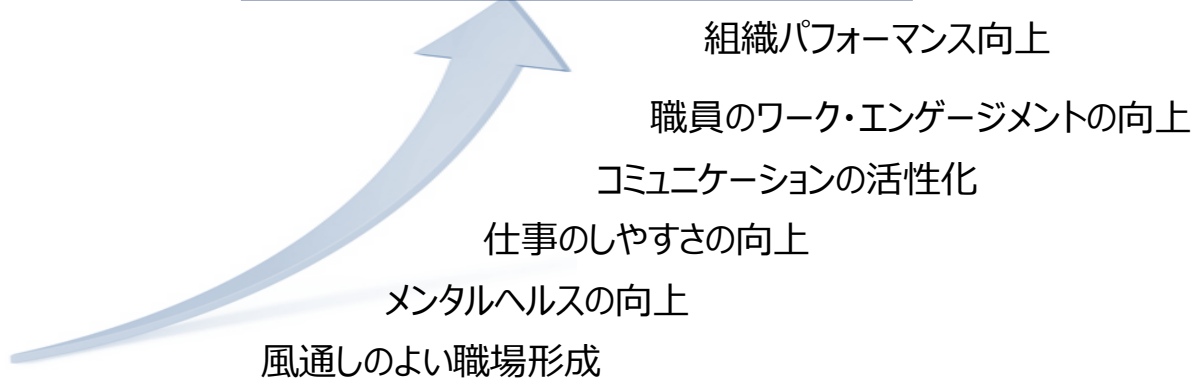 組織パフォーマンス向上
職員のワーク・エンゲージメントの向上
コミュニケーションの活性化
仕事のしやすさの向上
メンタルヘルスの向上
風通しのよい職場形成